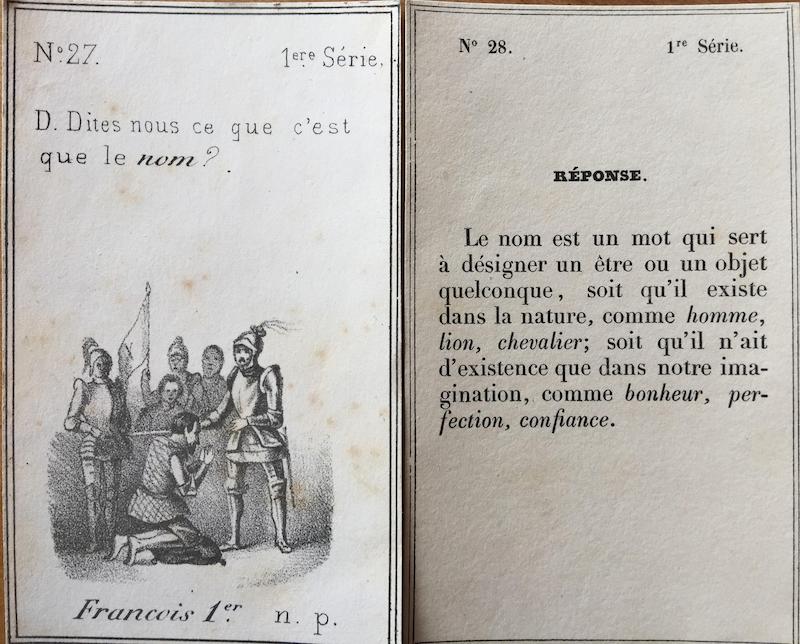 Nº 27.
1ere Série.
D. Dites nous ce que c'est
que le nom?
Francois 1er. n. p.
Nº 28.
1re Série.
RÉPONSE.
Le nom est un mot qui sert
à désigner un être ou un objet
quelconque, soit qu'il existe
dans la nature, comme homme,
lion, chevalier; soit qu'il n'ait
d'existence que dans notre ima-
gination, comme bonheur, per-
fection, confiance.